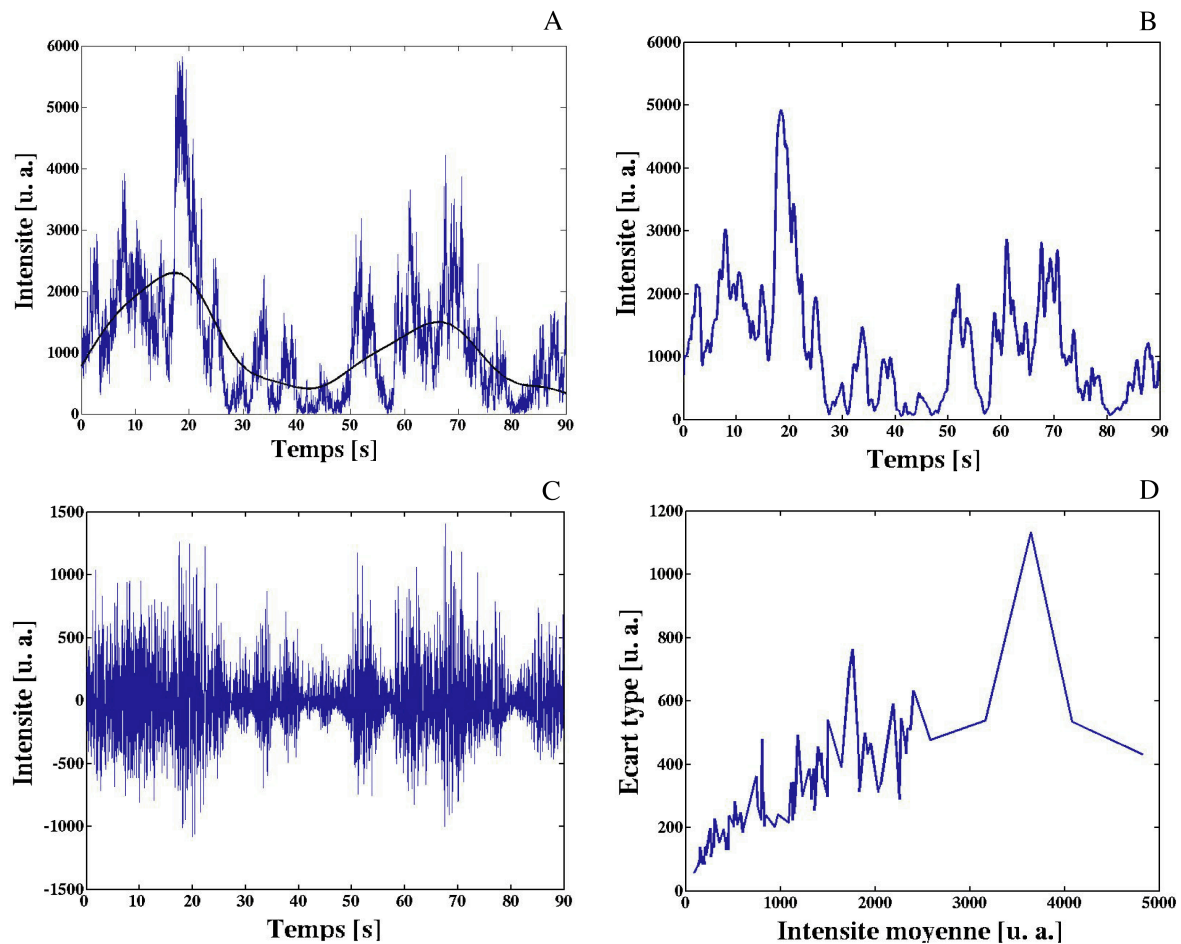 A
6000
5000
4000
3000
2000
1000
0
Intensite [u. a.]
0 10 20 30 40 50 60 70 80 90
Temps [s]
B
6000
5000
4000
3000
2000
1000
0
Intensite [u. a.]
0 10 20 30 40 50 60 70 80 90
Temps [s]
C
1500
1000
500
0
-500
-1000
-1500
Intensite [u. a.]
0 10 20 30 40 50 60 70 80 90
Temps [s]
D
1200
1000
800
600
400
200
0
Ecart type [u. a.]
0 1000 2000 3000 4000 5000
Intensite moyenne [u. a.]